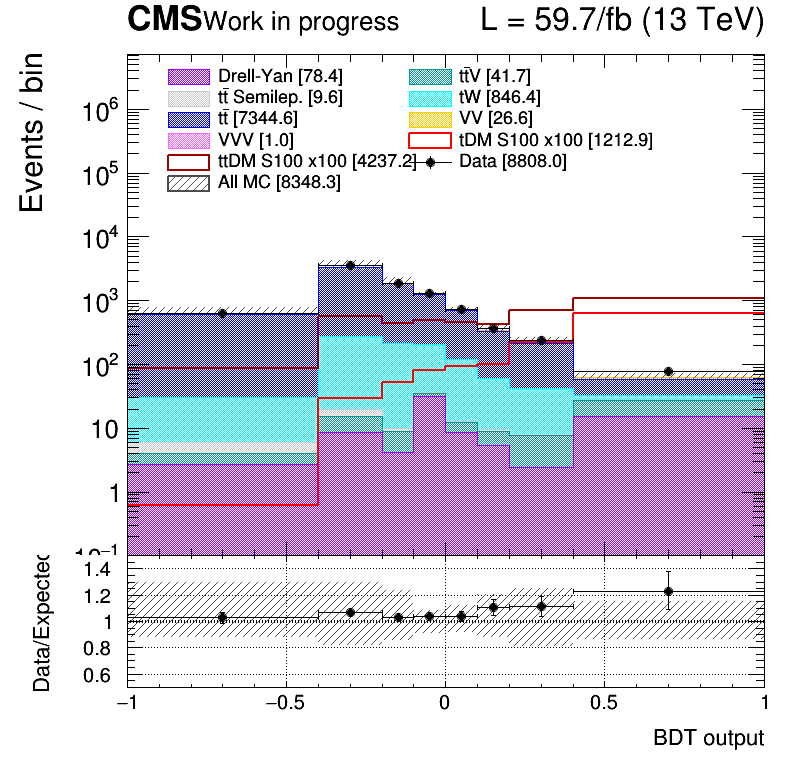 CMS Work in progress L = 59.7/fb (13 TeV)
Events / bin
Drell-Yan [78.4] tt̄V [41.7]
tt̄ Semilep. [9.6] tW [846.4]
tt̄ [7344.6] VV [26.6]
VVV [1.0] tDM S100 x100 [1212.9]
ttDM S100 x100 [4237.2] Data [8808.0]
All MC [8348.3]
10⁶
10⁵
10⁴
10³
10²
10
1
10⁻¹
Data/Expected
1.4
1.2
1
0.8
0.6
−1 −0.5 0 0.5 1
BDT output